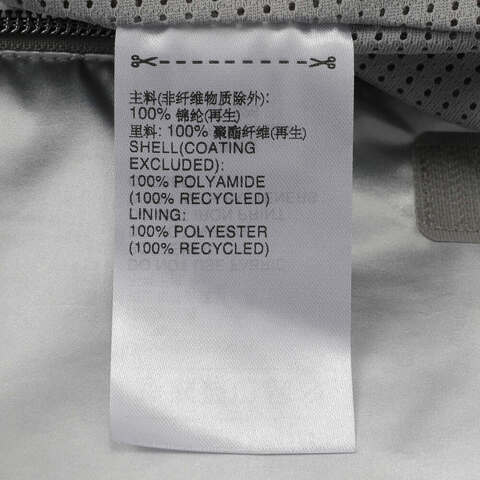 主料(非纤维物质除外):
100% 锦纶(再生)
里料: 100% 聚酯纤维(再生)
SHELL(COATING
EXCLUDED):
100% POLYAMIDE
(100% RECYCLED)
LINING:
100% POLYESTER
(100% RECYCLED)